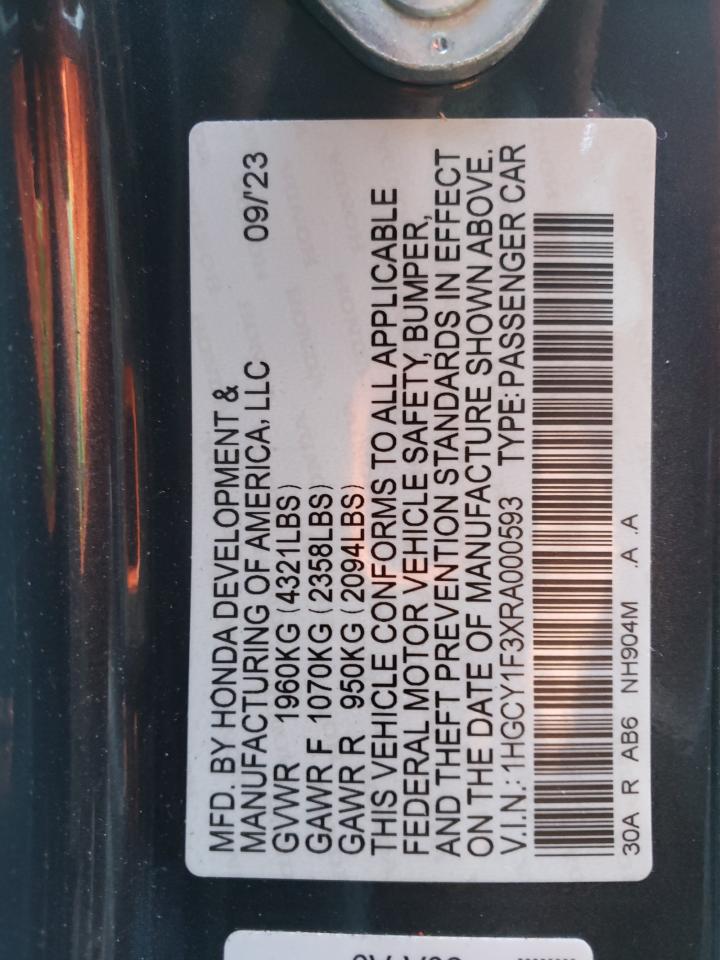 MFD. BY HONDA DEVELOPMENT &
MANUFACTURING OF AMERICA, LLC 09/'23
GVWR 1960KG (4321LBS)
GAWR F 1070KG (2358LBS)
GAWR R 950KG (2094LBS)
THIS VEHICLE CONFORMS TO ALL APPLICABLE
FEDERAL MOTOR VEHICLE SAFETY, BUMPER,
AND THEFT PREVENTION STANDARDS IN EFFECT
ON THE DATE OF MANUFACTURE SHOWN ABOVE.
V.I.N.: 1HGCY1F3XRA000593 TYPE: PASSENGER CAR
30A R AB6 NH904M .A .A